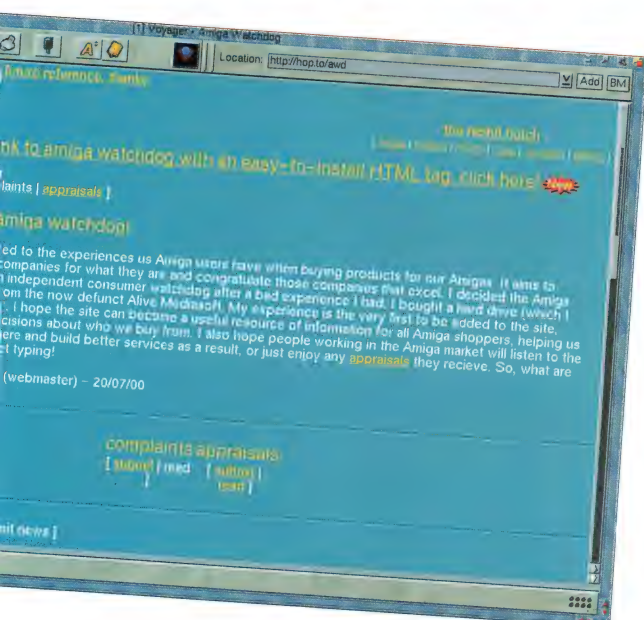 [1] Voyager • Amiga Watchdog
Location: http://hop.to/awd
Add BM
future reference, thanks
the rabbit hutch
nk to amiga watchdog with an easy-to-install HTML tag, click here! New
laints | appraisals ]
amiga watchdog!
ed to the experiences us Amiga users have when buying products for our Amigas. It aims to
companies for what they are and congratulate those companies that excel. I decided the Amiga
n independent consumer watchdog after a bad experience I had. I bought a hard drive (which I
om the now defunct Alive Mediasoft. My experience is the very first to be added to the site,
. I hope the site can become a useful resource of information for all Amiga shoppers, helping us
cisions about who we buy from. I also hope people working in the Amiga market will listen to the
ere and build better services as a result, or just enjoy any appraisals they recieve. So, what are
et typing!
(webmaster) - 20/07/00
complaints appraisals
[ submit | read [ submit |
] read ]
mit news ]